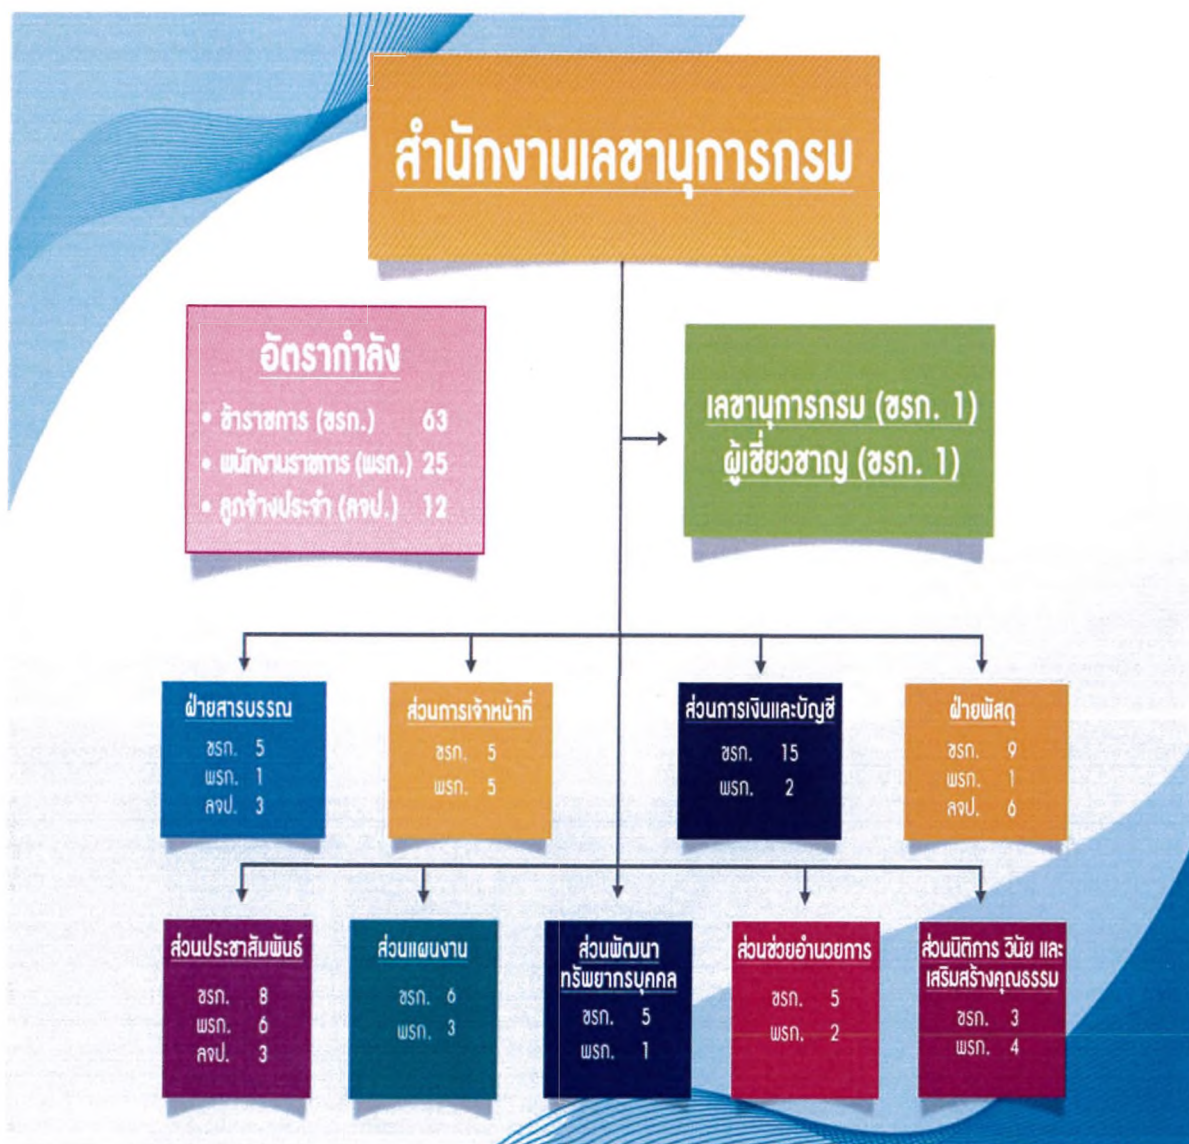 สำนักงานเลขานุการกรม
อัตรากำลัง
• ข้าราชการ (ขรก.) 63
• พนักงานราชการ (พรก.) 25
• ลูกจ้างประจำ (ลจป.) 12
เลขานุการกรม (ขรก. 1)
ผู้เชี่ยวชาญ (ขรก. 1)
ฝ่ายสารบรรณ
ขรก. 5
พรก. 1
ลจป. 3
ส่วนการเจ้าหน้าที่
ขรก. 5
พรก. 5
ส่วนการเงินและบัญชี
ขรก. 15
พรก. 2
ฝ่ายพัสดุ
ขรก. 9
พรก. 1
ลจป. 6
ส่วนประชาสัมพันธ์
ขรก. 8
พรก. 6
ลจป. 3
ส่วนแผนงาน
ขรก. 6
พรก. 3
ส่วนพัฒนา
ทรัพยากรบุคคล
ขรก. 5
พรก. 1
ส่วนช่วยอำนวยการ
ขรก. 5
พรก. 2
ส่วนนิติการ วินัย และ
เสริมสร้างคุณธรรม
ขรก. 3
พรก. 4